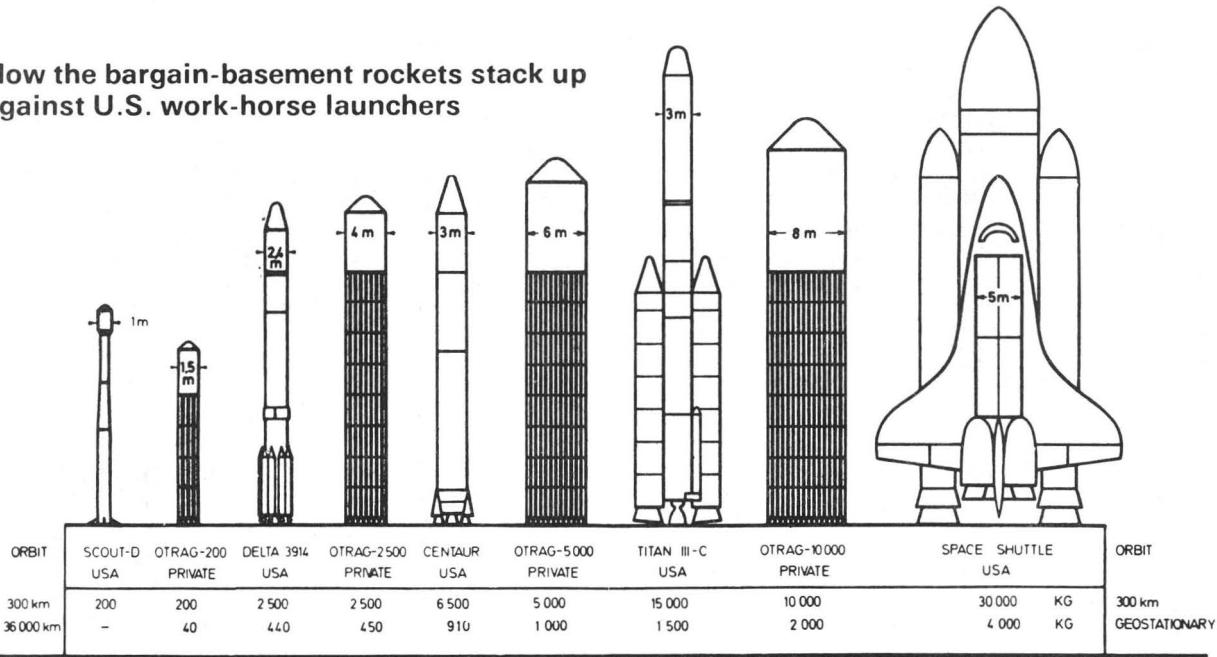 low the bargain-basement rockets stack up
gainst U.S. work-horse launchers
1m
1,5 m
2,4 m
4 m
3m
6 m
3m
8 m
5m
ORBIT SCOUT-D OTRAG-200 DELTA 3914 OTRAG-2500 CENTAUR OTRAG-5000 TITAN III-C OTRAG-10000 SPACE SHUTTLE ORBIT
USA PRIVATE USA PRIVATE USA PRIVATE USA PRIVATE USA
300 km 200 200 2 500 2 500 6 500 5 000 15 000 10 000 30 000 KG 300 km
36 000 km – 40 440 450 910 1 000 1 500 2 000 4 000 KG GEOSTATIONARY